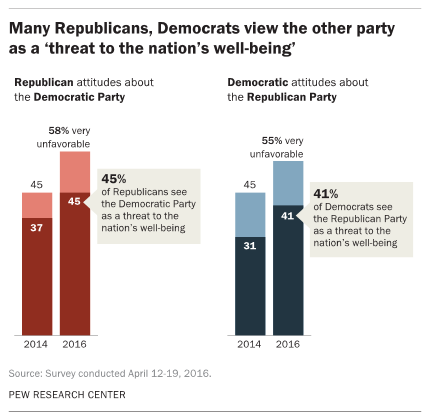 Many Republicans, Democrats view the other party
as a ‘threat to the nation’s well-being’
Republican attitudes about
the Democratic Party
58% very
unfavorable
45
37
45
45%
of Republicans see
the Democratic Party
as a threat to the
nation’s well-being
2014
2016
Democratic attitudes about
the Republican Party
55% very
unfavorable
45
31
41
41%
of Democrats see
the Republican Party
as a threat to the
nation’s well-being
2014
2016
Source: Survey conducted April 12-19, 2016.
PEW RESEARCH CENTER